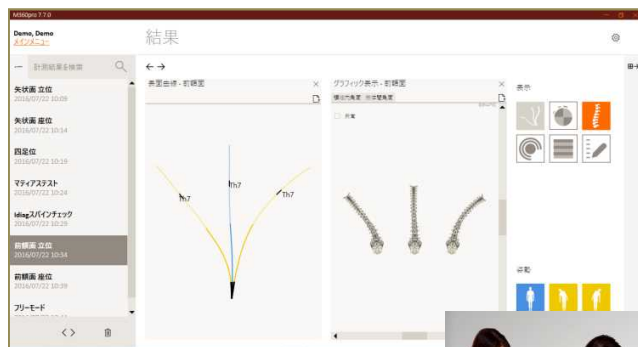 M360pro 7.7.0
Demo, Demo
メインメニュー
結果
計測結果を検索
矢状面 立位
2016/07/22 10:09
矢状面 座位
2016/07/22 10:14
四足位
2016/07/22 10:19
マティアステスト
2016/07/22 10:24
Idiagスパインチェック
2016/07/22 10:29
前額面 立位
2016/07/22 10:34
前額面 座位
2016/07/22 10:39
フリーモード
表面曲線 - 前額面
Th7
Th7
Th7
グラフィック表示 - 前額面
表示
姿勢